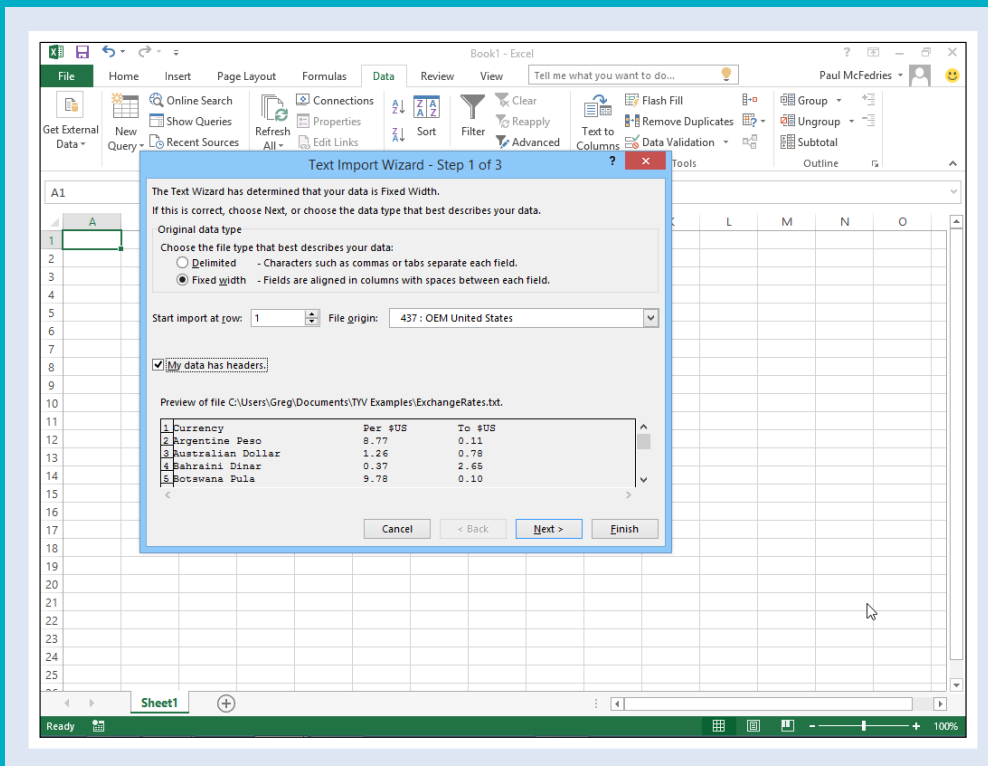 Book1 - Excel
File Home Insert Page Layout Formulas Data Review View Tell me what you want to do... Paul McFedries
Get External Data
New Query
Online Search
Show Queries
Recent Sources
Refresh All
Connections
Properties
Edit Links
Sort
Filter
Clear
Reapply
Advanced
Text to Columns
Flash Fill
Remove Duplicates
Data Validation
Tools
Group
Ungroup
Subtotal
Outline
Text Import Wizard - Step 1 of 3
A1
The Text Wizard has determined that your data is Fixed Width.
If this is correct, choose Next, or choose the data type that best describes your data.
Original data type
Choose the file type that best describes your data:
Delimited - Characters such as commas or tabs separate each field.
Fixed width - Fields are aligned in columns with spaces between each field.
Start import at row: 1 File origin: 437 : OEM United States
My data has headers.
Preview of file C:\Users\Greg\Documents\TYV Examples\ExchangeRates.txt.
1 Currency Per $US To $US
2 Argentine Peso 8.77 0.11
3 Australian Dollar 1.26 0.78
4 Bahraini Dinar 0.37 2.65
5 Botswana Pula 9.78 0.10
Cancel < Back Next > Finish
A L M N O
1
2
3
4
5
6
7
8
9
10
11
12
13
14
15
16
17
18
19
20
21
22
23
24
25
Sheet1
Ready 100%